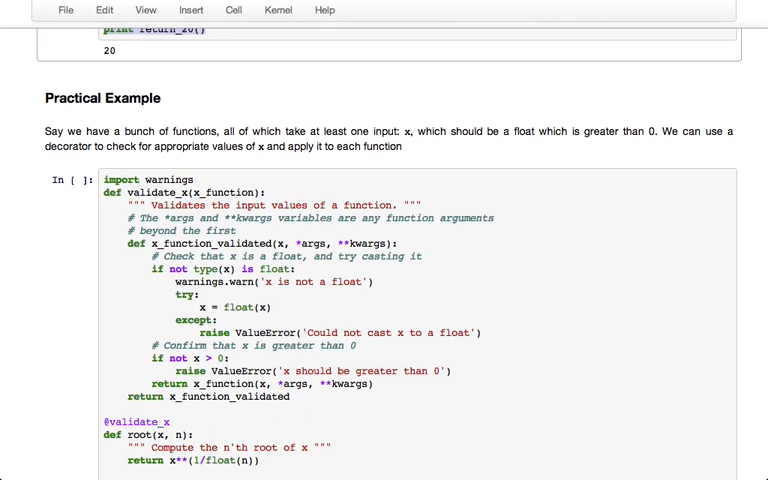 File Edit View Insert Cell Kernel Help
print return_20()
20
Practical Example
Say we have a bunch of functions, all of which take at least one input: x, which should be a float which is greater than 0. We can use a
decorator to check for appropriate values of x and apply it to each function
In [ ]: import warnings
def validate_x(x_function):
""" Validates the input values of a function. """
# The *args and **kwargs variables are any function arguments
# beyond the first
def x_function_validated(x, *args, **kwargs):
# Check that x is a float, and try casting it
if not type(x) is float:
warnings.warn('x is not a float')
try:
x = float(x)
except:
raise ValueError('Could not cast x to a float')
# Confirm that x is greater than 0
if not x > 0:
raise ValueError('x should be greater than 0')
return x_function(x, *args, **kwargs)
return x_function_validated
@validate_x
def root(x, n):
""" Compute the n'th root of x """
return x**(1/float(n))